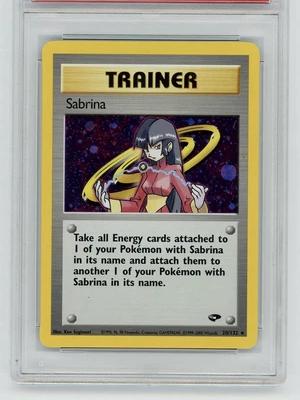 TRAINER
Sabrina
Take all Energy cards attached to
1 of your Pokémon with Sabrina
in its name and attach them to
another 1 of your Pokémon with
Sabrina in its name.
Illus. Ken Sugimori
20/132